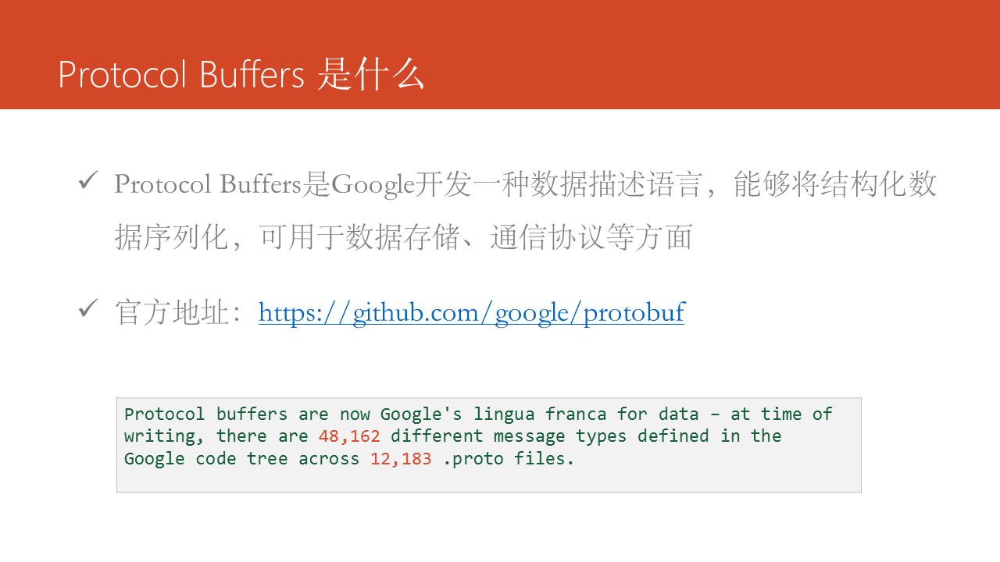 Protocol Buffers 是什么
✓ Protocol Buffers是Google开发一种数据描述语言，能够将结构化数
据序列化，可用于数据存储、通信协议等方面
✓ 官方地址：https://github.com/google/protobuf
Protocol buffers are now Google's lingua franca for data – at time of
writing, there are 48,162 different message types defined in the
Google code tree across 12,183 .proto files.